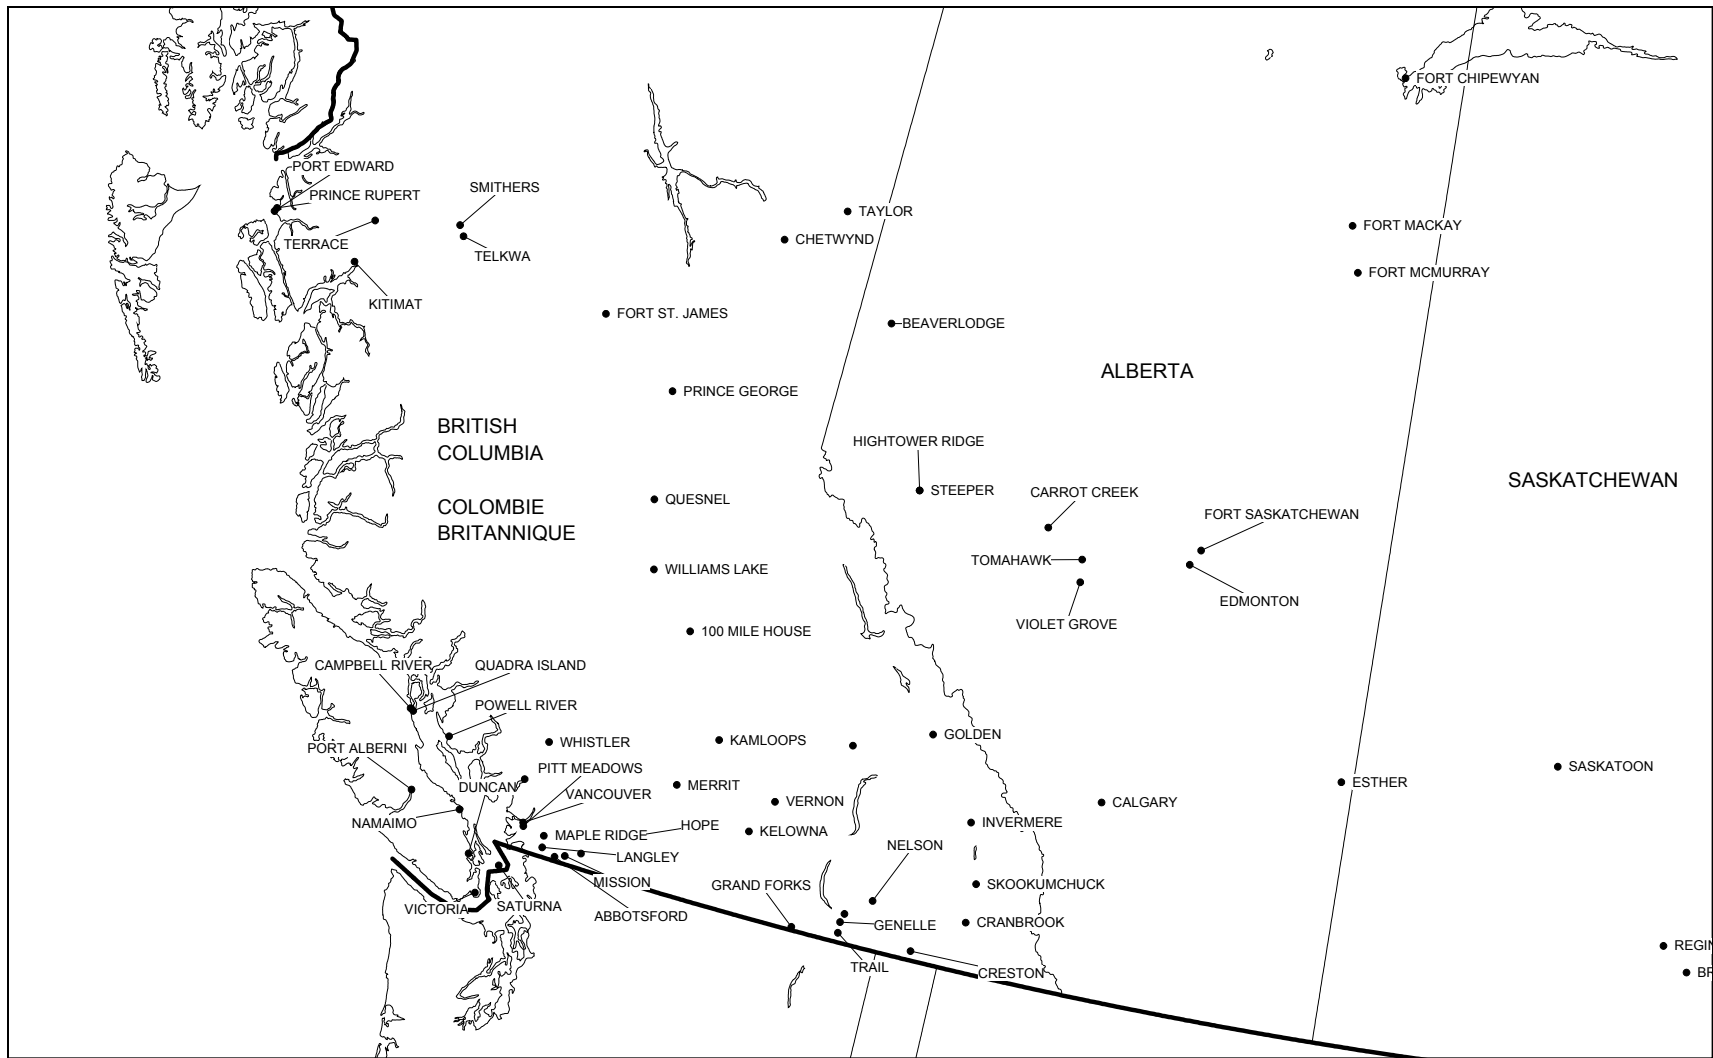 FORT CHIPEWYAN
PORT EDWARD
PRINCE RUPERT
SMITHERS
TAYLOR
FORT MACKAY
CHETWYND
TERRACE
TELKWA
FORT MCMURRAY
KITIMAT
FORT ST. JAMES
BEAVERLODGE
ALBERTA
PRINCE GEORGE
BRITISH
COLUMBIA
HIGHTOWER RIDGE
SASKATCHEWAN
STEEPER
CARROT CREEK
QUESNEL
COLOMBIE
BRITANNIQUE
FORT SASKATCHEWAN
TOMAHAWK
WILLIAMS LAKE
EDMONTON
VIOLET GROVE
100 MILE HOUSE
CAMPBELL RIVER
QUADRA ISLAND
POWELL RIVER
GOLDEN
WHISTLER
KAMLOOPS
PORT ALBERNI
PITT MEADOWS
SASKATOON
ESTHER
MERRIT
DUNCAN
VANCOUVER
VERNON
CALGARY
NAMAIMO
HOPE
INVERMERE
MAPLE RIDGE
KELOWNA
NELSON
LANGLEY
MISSION
GRAND FORKS
SKOOKUMCHUCK
VICTORIA
SATURNA
ABBOTSFORD
GENELLE
CRANBROOK
REGIN
TRAIL
CRESTON
BR